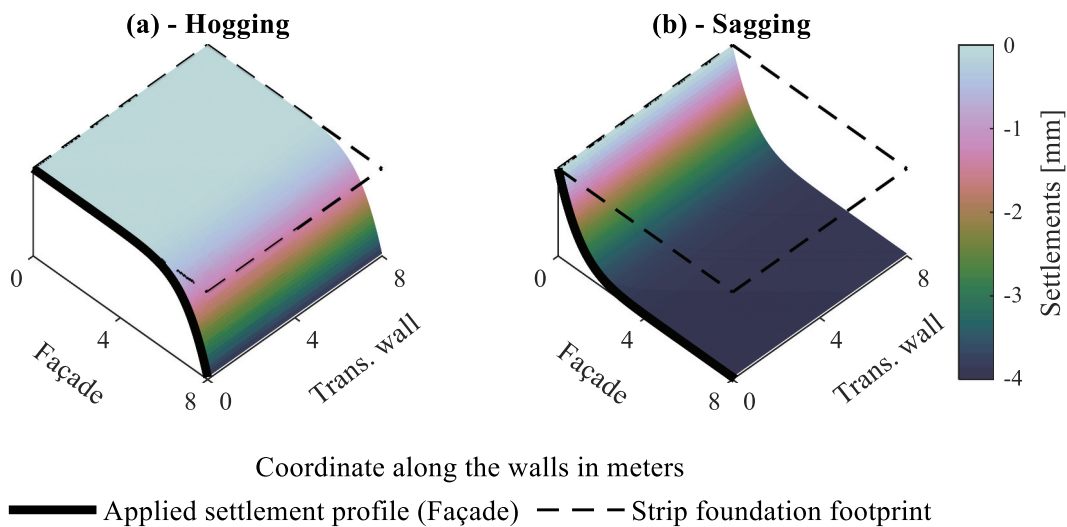 (a) - Hogging
(b) - Sagging
0
-1
-2
-3
-4
Settlements [mm]
0
4
8
Façade
0
4
8
Trans. wall
0
4
8
Façade
0
4
8
Trans. wall
Coordinate along the walls in meters
Applied settlement profile (Façade)
Strip foundation footprint